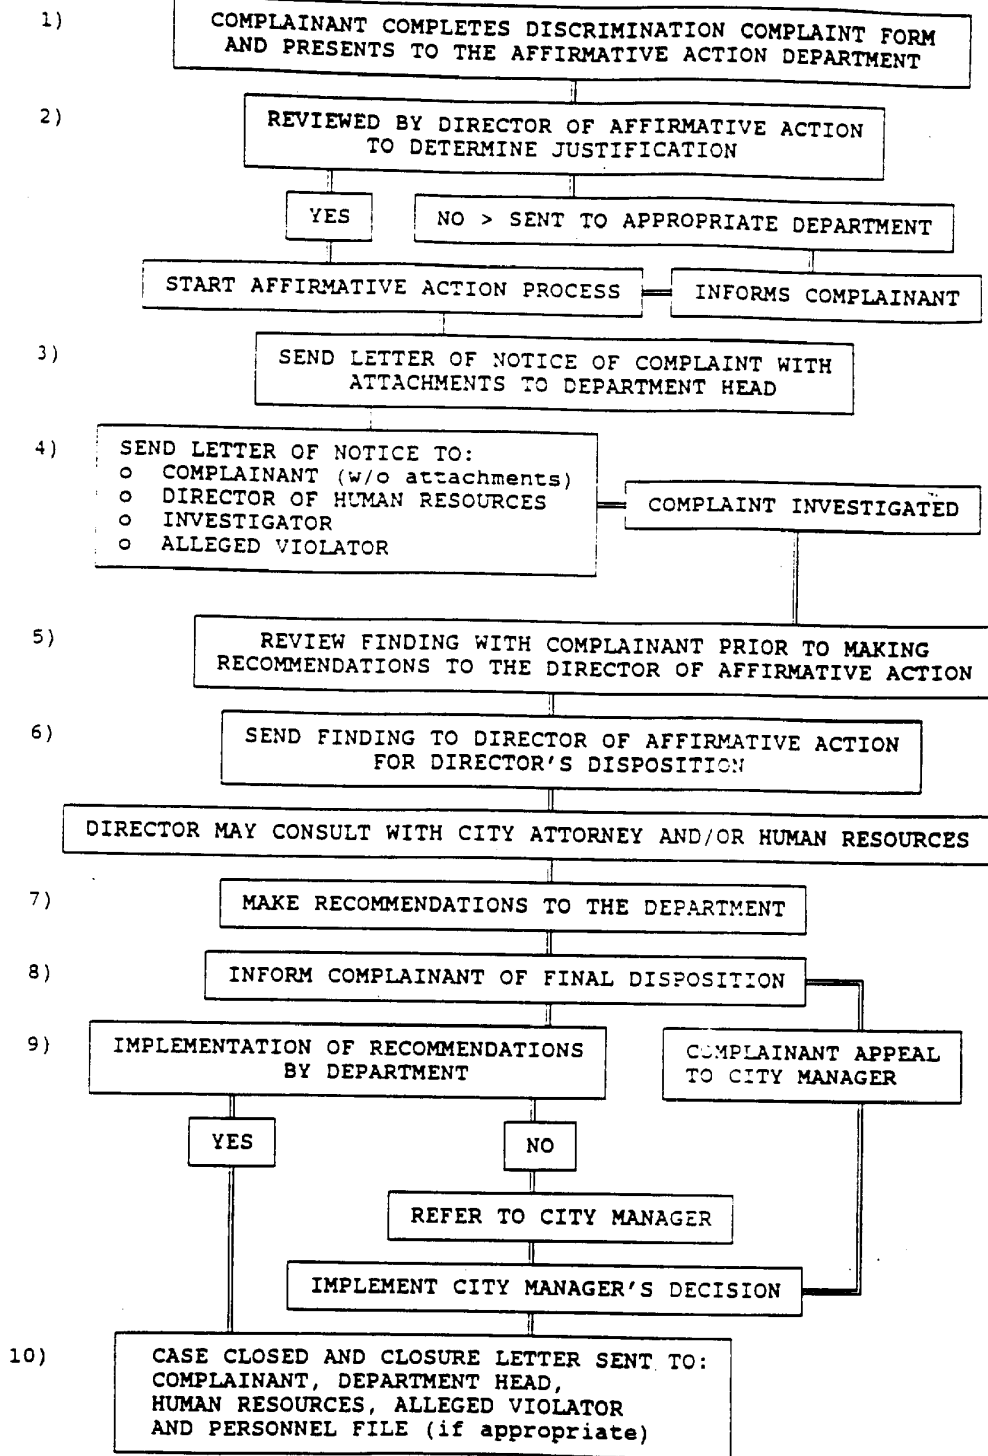 1)
COMPLAINANT COMPLETES DISCRIMINATION COMPLAINT FORM
AND PRESENTS TO THE AFFIRMATIVE ACTION DEPARTMENT
2)
REVIEWED BY DIRECTOR OF AFFIRMATIVE ACTION
TO DETERMINE JUSTIFICATION
YES
NO > SENT TO APPROPRIATE DEPARTMENT
START AFFIRMATIVE ACTION PROCESS
INFORMS COMPLAINANT
3)
SEND LETTER OF NOTICE OF COMPLAINT WITH
ATTACHMENTS TO DEPARTMENT HEAD
4)
SEND LETTER OF NOTICE TO:
o COMPLAINANT (w/o attachments)
o DIRECTOR OF HUMAN RESOURCES
o INVESTIGATOR
o ALLEGED VIOLATOR
COMPLAINT INVESTIGATED
5)
REVIEW FINDING WITH COMPLAINANT PRIOR TO MAKING
RECOMMENDATIONS TO THE DIRECTOR OF AFFIRMATIVE ACTION
6)
SEND FINDING TO DIRECTOR OF AFFIRMATIVE ACTION
FOR DIRECTOR'S DISPOSITION
DIRECTOR MAY CONSULT WITH CITY ATTORNEY AND/OR HUMAN RESOURCES
7)
MAKE RECOMMENDATIONS TO THE DEPARTMENT
8)
INFORM COMPLAINANT OF FINAL DISPOSITION
9)
IMPLEMENTATION OF RECOMMENDATIONS
BY DEPARTMENT
COMPLAINANT APPEAL
TO CITY MANAGER
YES
NO
REFER TO CITY MANAGER
IMPLEMENT CITY MANAGER'S DECISION
10)
CASE CLOSED AND CLOSURE LETTER SENT TO:
COMPLAINANT, DEPARTMENT HEAD,
HUMAN RESOURCES, ALLEGED VIOLATOR
AND PERSONNEL FILE (if appropriate)